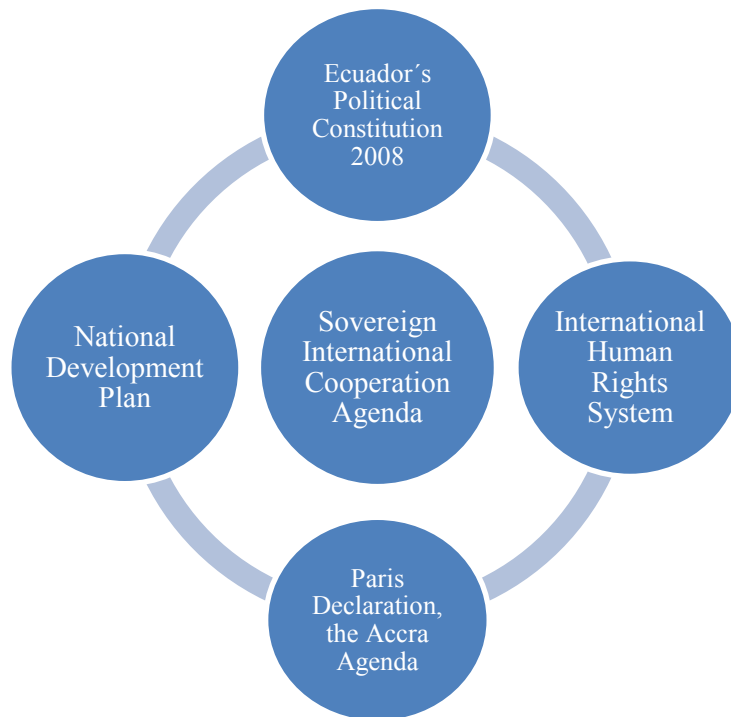 Ecuador´s
Political
Constitution
2008
National
Development
Plan
Sovereign
International
Cooperation
Agenda
International
Human
Rights
System
Paris
Declaration,
the Accra
Agenda